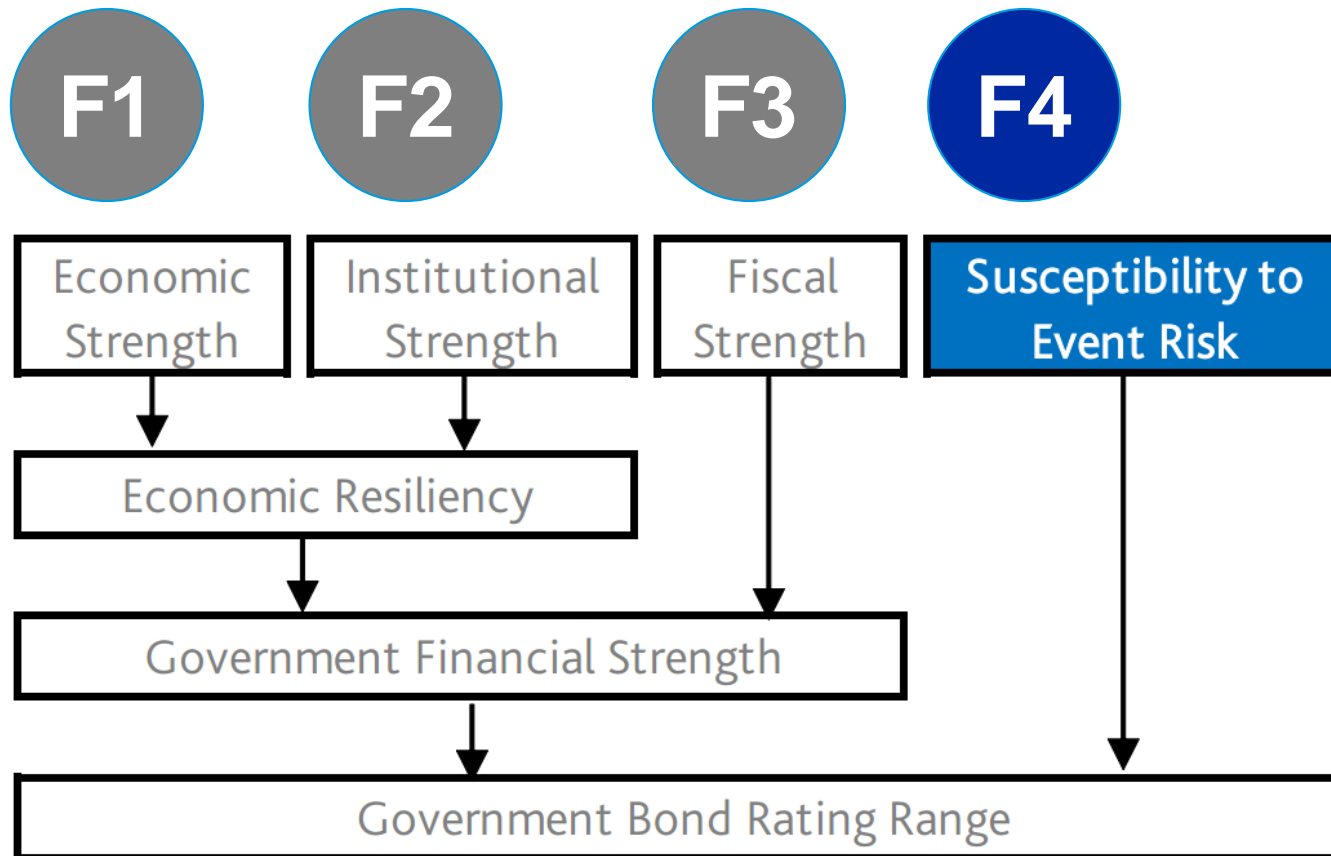 F1
F2
F3
F4
Economic
Strength
Institutional
Strength
Fiscal
Strength
Susceptibility to
Event Risk
Economic Resiliency
Government Financial Strength
Government Bond Rating Range